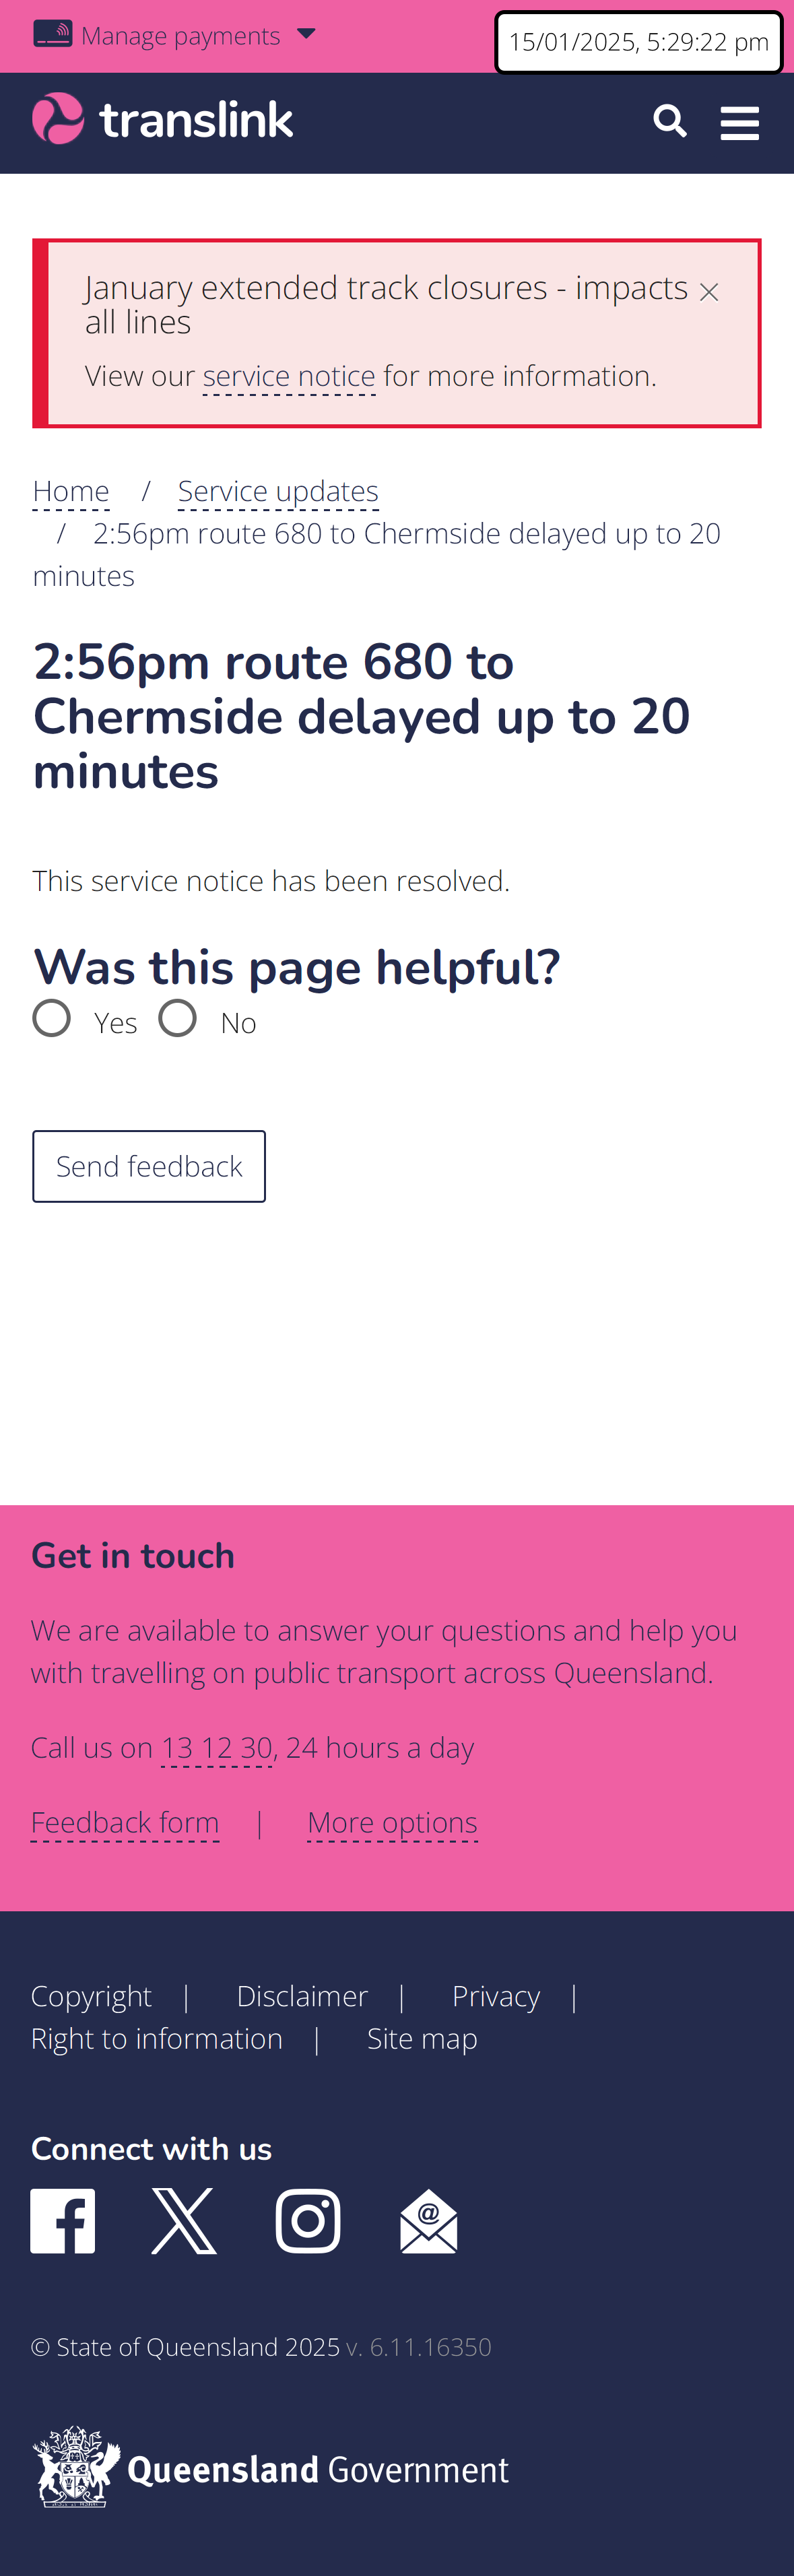 Manage payments
15/01/2025, 5:29:22 pm
translink
January extended track closures - impacts
all lines
View our service notice for more information.
Home / Service updates
/ 2:56pm route 680 to Chermside delayed up to 20
minutes
2:56pm route 680 to
Chermside delayed up to 20
minutes
This service notice has been resolved.
Was this page helpful?
Yes No
Send feedback
Get in touch
We are available to answer your questions and help you
with travelling on public transport across Queensland.
Call us on 13 12 30, 24 hours a day
Feedback form | More options
Copyright | Disclaimer | Privacy |
Right to information | Site map
Connect with us
© State of Queensland 2025 v. 6.11.16350
Queensland Government